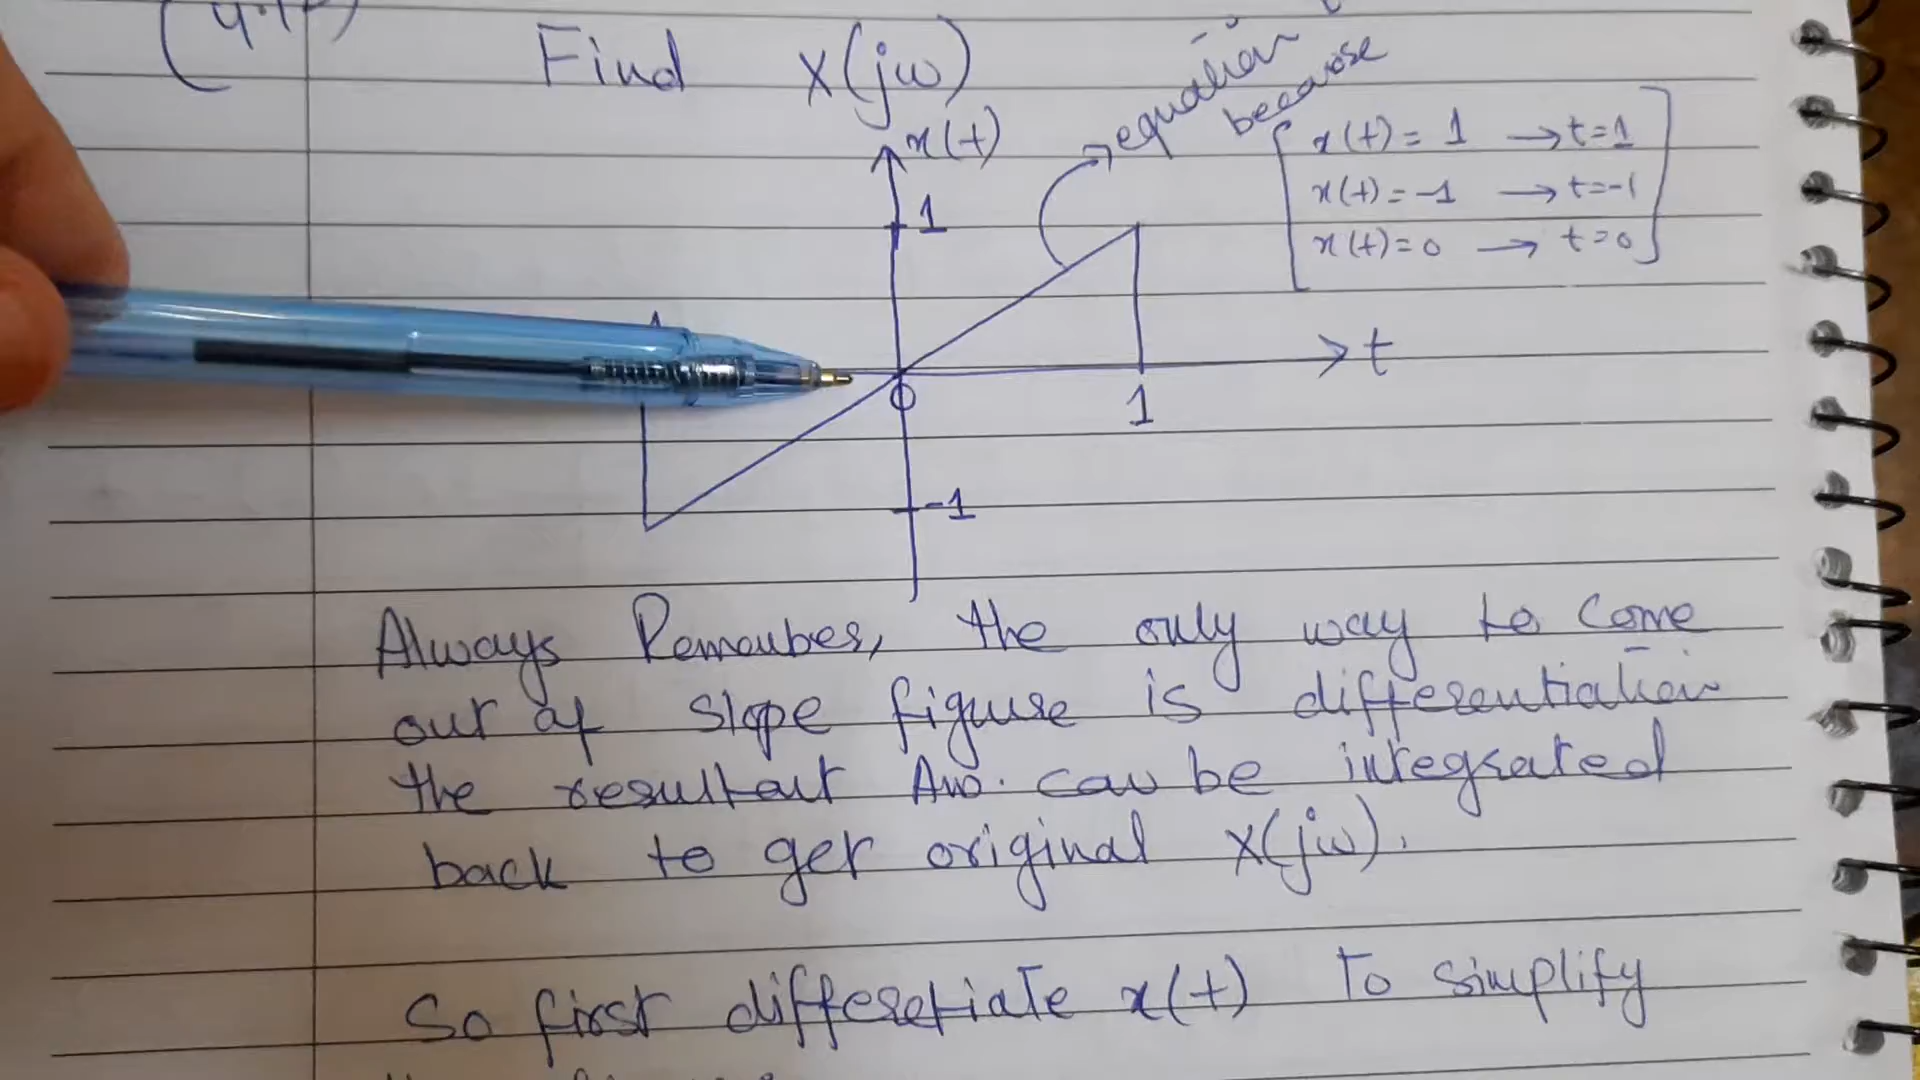 Find X(jω)
equation
because
x(t)
x(t) = 1 → t=1
x(t) = -1 → t=-1
x(t)=0 → t=0
1
t
0
1
-1
Always Remember, the only way to come
out of slope figure is differentiation
the resultant Ans. can be integrated
back to get original X(jω).
So first differetiate x(t) To simplify